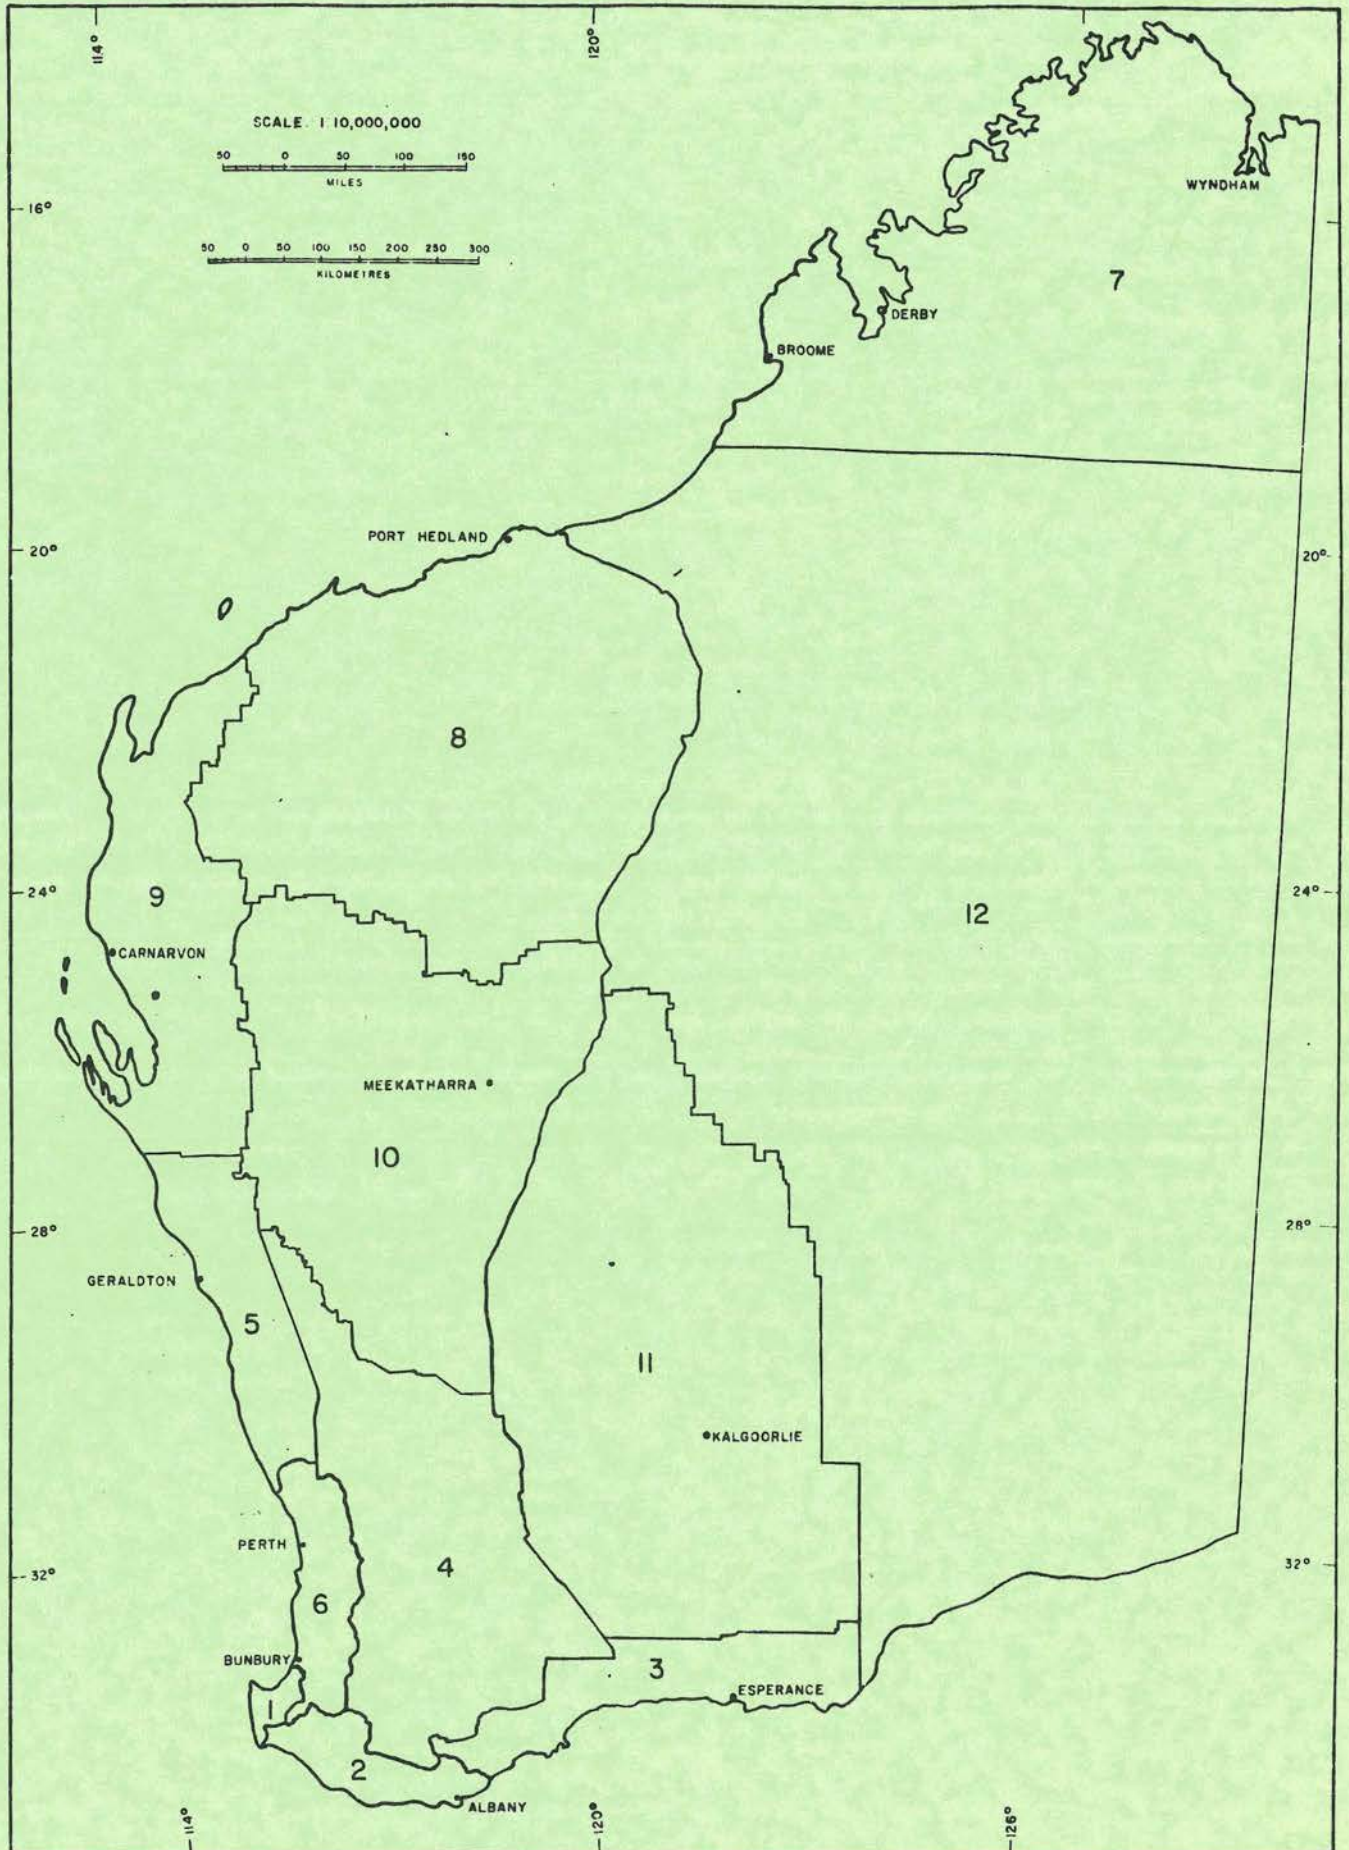 114°
120°
SCALE. 1:10,000,000
50 0 50 100 150
MILES
50 0 50 100 150 200 250 300
KILOMETRES
16°
WYNDHAM
7
DERBY
BROOME
PORT HEDLAND
20°
20°
8
24°
24°
9
12
CARNARVON
MEEKATHARRA
10
28°
28°
GERALDTON
5
11
KALGOORLIE
PERTH
4
32°
32°
6
BUNBURY
3
ESPERANCE
1
2
ALBANY
114°
120°
126°